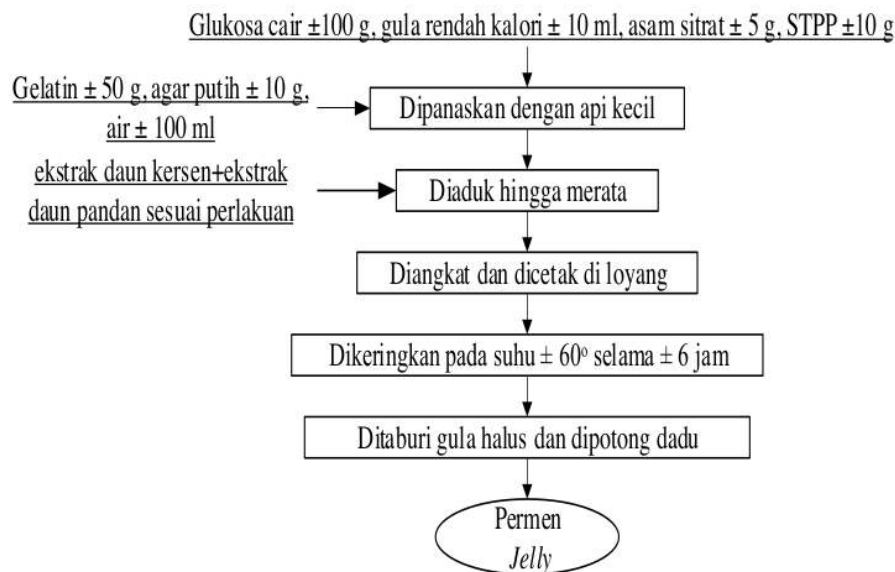 Glukosa cair ±100 g, gula rendah kalori ± 10 ml, asam sitrat ± 5 g, STPP ±10 g
Gelatin ± 50 g, agar putih ± 10 g,
air ± 100 ml
Dipanaskan dengan api kecil
ekstrak daun kersen+ekstrak
daun pandan sesuai perlakuan
Diaduk hingga merata
Diangkat dan dicetak di loyang
Dikeringkan pada suhu ± 60º selama ± 6 jam
Ditaburi gula halus dan dipotong dadu
Permen
Jelly